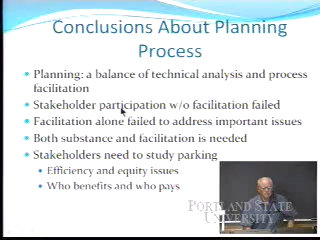 Conclusions About Planning
Process
Planning: a balance of technical analysis and process
facilitation
Stakeholder participation w/o facilitation failed
Facilitation alone failed to address important issues
Both substance and facilitation is needed
Stakeholders need to study parking
Efficiency and equity issues
Who benefits and who pays
PORTLAND STATE
UNIVERSITY